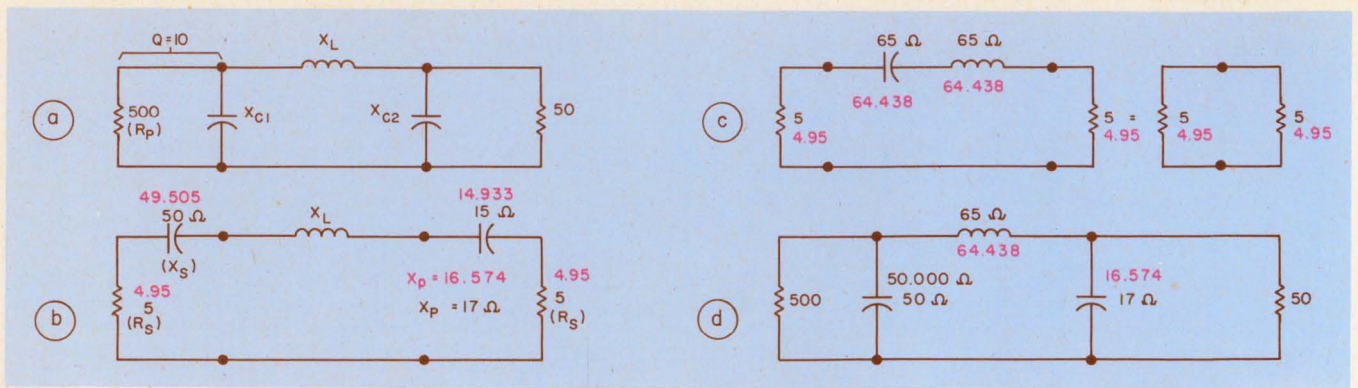 a
Q=10
X_L
500
(R_P)
X_C1
X_C2
50
b
49.505
50 Ω
(X_S)
4.95
5
(R_S)
X_L
14.933
15 Ω
X_p = 16.574
X_p = 17 Ω
4.95
5
(R_S)
c
65 Ω
64.438
65 Ω
64.438
5
4.95
5 =
4.95
5
4.95
5
4.95
d
500
50.000 Ω
50 Ω
65 Ω
64.438
16.574
17 Ω
50